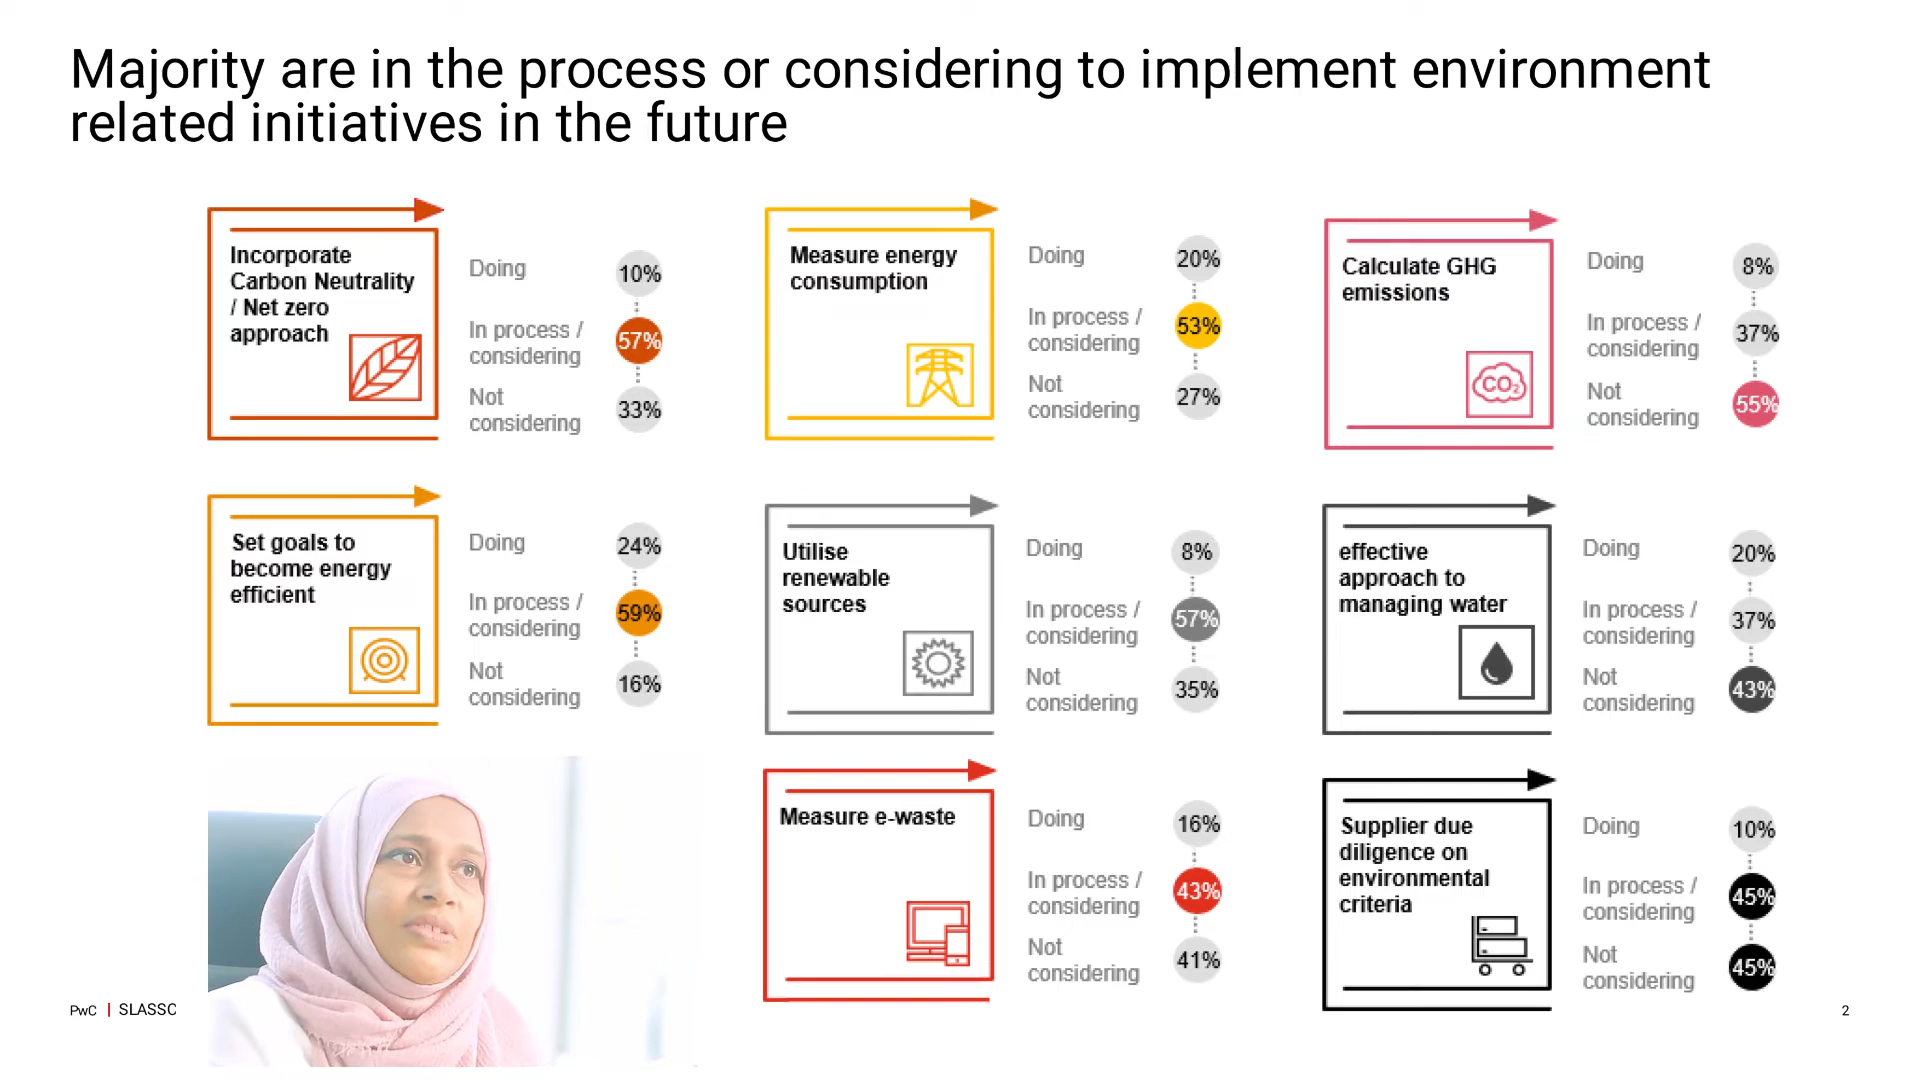 Majority are in the process or considering to implement environment
related initiatives in the future
Incorporate
Carbon Neutrality
/ Net zero
approach
Doing
10%
In process /
considering
57%
Not
considering
33%
Measure energy
consumption
Doing
20%
In process /
considering
53%
Not
considering
27%
Calculate GHG
emissions
CO2
Doing
8%
In process /
considering
37%
Not
considering
55%
Set goals to
become energy
efficient
Doing
24%
In process /
considering
59%
Not
considering
16%
Utilise
renewable
sources
Doing
8%
In process /
considering
57%
Not
considering
35%
effective
approach to
managing water
Doing
20%
In process /
considering
37%
Not
considering
43%
Measure e-waste
Doing
16%
In process /
considering
43%
Not
considering
41%
Supplier due
diligence on
environmental
criteria
Doing
10%
In process /
considering
45%
Not
considering
45%
PwC | SLASSC
2